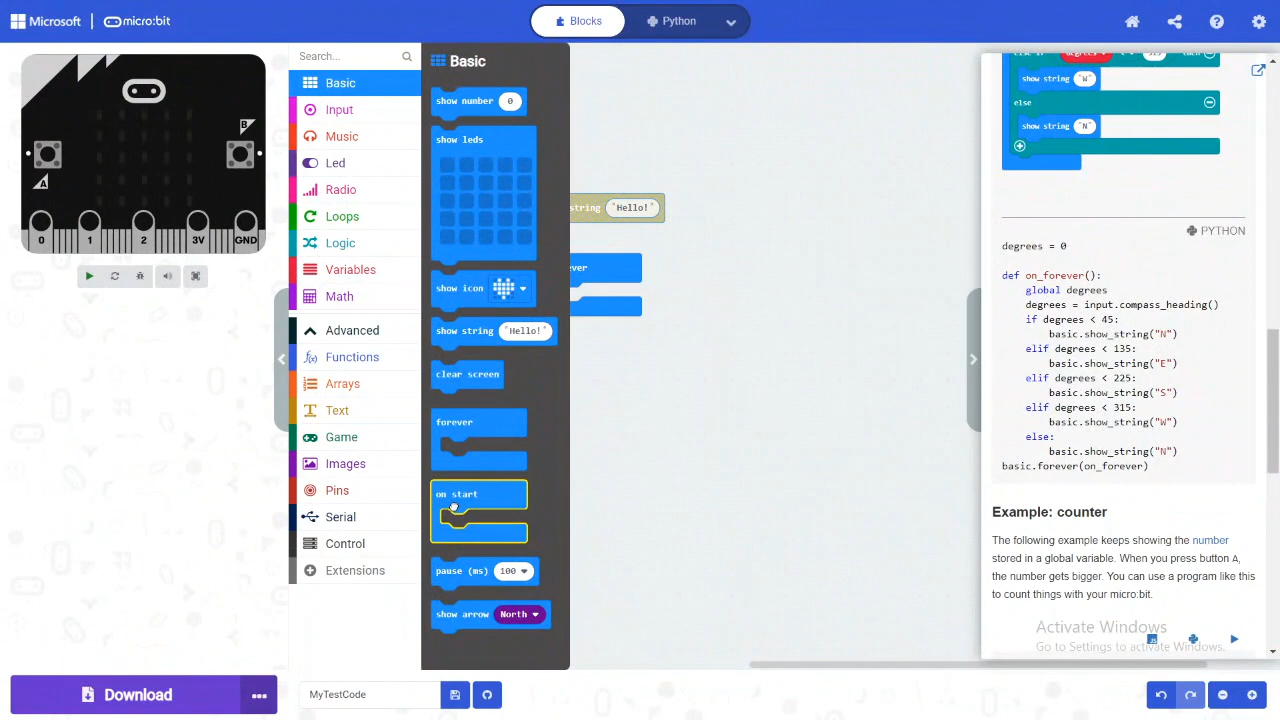 Microsoft
micro:bit
Blocks
Python
Search...
Basic
Input
Music
Led
Radio
Loops
Logic
Variables
Math
Advanced
Functions
Arrays
Text
Game
Images
Pins
Serial
Control
Extensions
Basic
show number 0
show leds
show icon
show string "Hello!"
clear screen
forever
on start
pause (ms) 100
show arrow North
string "Hello!"
ever
A
B
0 1 2 3V GND
show string "W"
else
show string "N"
PYTHON
degrees = 0
def on_forever():
global degrees
degrees = input.compass_heading()
if degrees < 45:
basic.show_string("N")
elif degrees < 135:
basic.show_string("E")
elif degrees < 225:
basic.show_string("S")
elif degrees < 315:
basic.show_string("W")
else:
basic.show_string("N")
basic.forever(on_forever)
Example: counter
The following example keeps showing the number
stored in a global variable. When you press button A,
the number gets bigger. You can use a program like this
to count things with your micro:bit.
Activate Windows
Go to Settings to activate Windows.
Download
MyTestCode